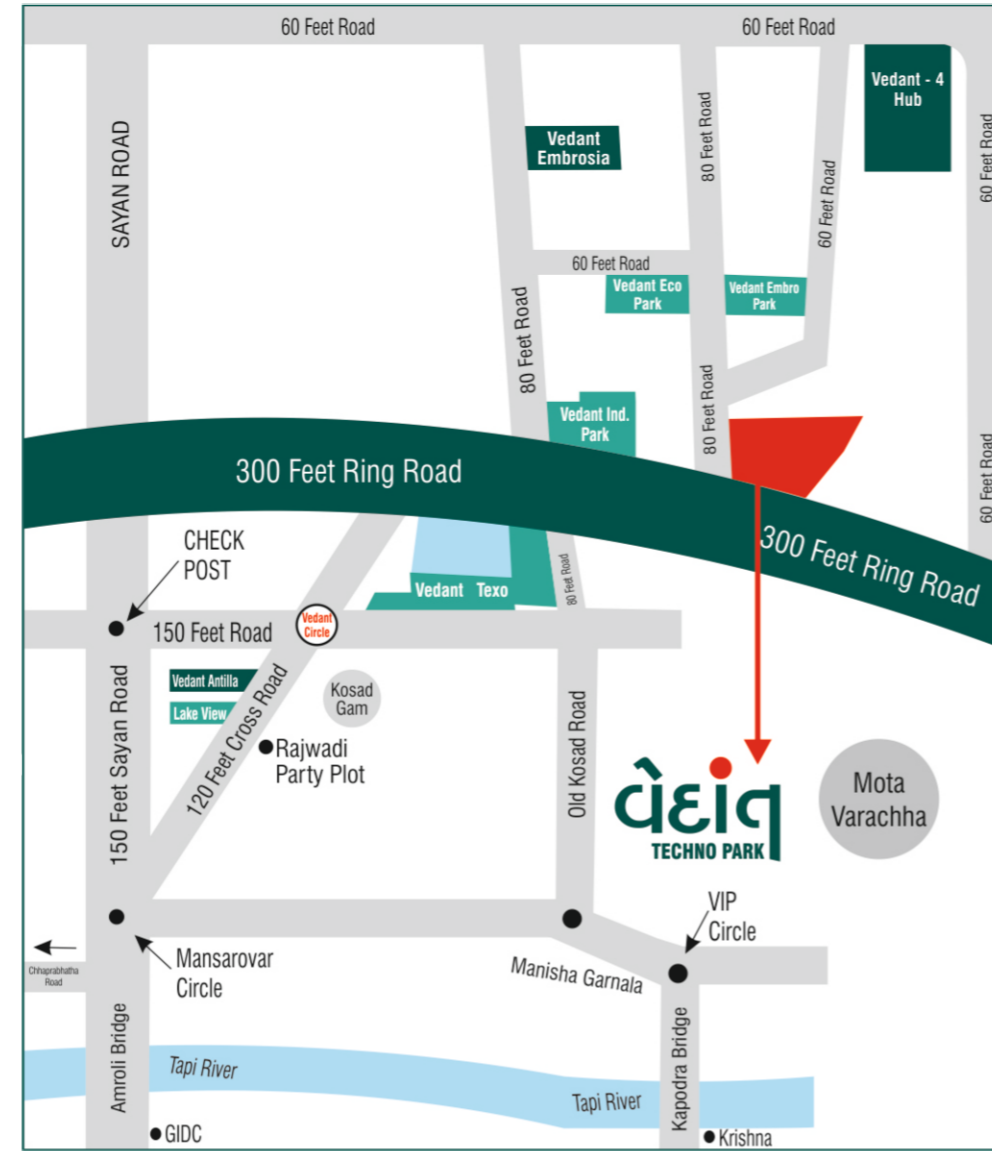 60 Feet Road
60 Feet Road
Vedant - 4
Hub
SAYAN ROAD
Vedant
Embrosia
80 Feet Road
60 Feet Road
60 Feet Road
60 Feet Road
Vedant Eco
Park
Vedant Embro
Park
80 Feet Road
80 Feet Road
Vedant Ind.
Park
60 Feet Road
300 Feet Ring Road
300 Feet Ring Road
CHECK
POST
80 Feet Road
Vedant Texo
150 Feet Road
Vedant
Circle
Vedant Antilla
Lake View
Kosad
Gam
120 Feet Cross Road
150 Feet Sayan Road
Rajwadi
Party Plot
Old Kosad Road
વેદાંત
TECHNO PARK
Mota
Varachha
VIP
Circle
Mansarovar
Circle
Manisha Garnala
Chhaprabhatha
Road
Amroli Bridge
Kapodra Bridge
Tapi River
Tapi River
GIDC
Krishna